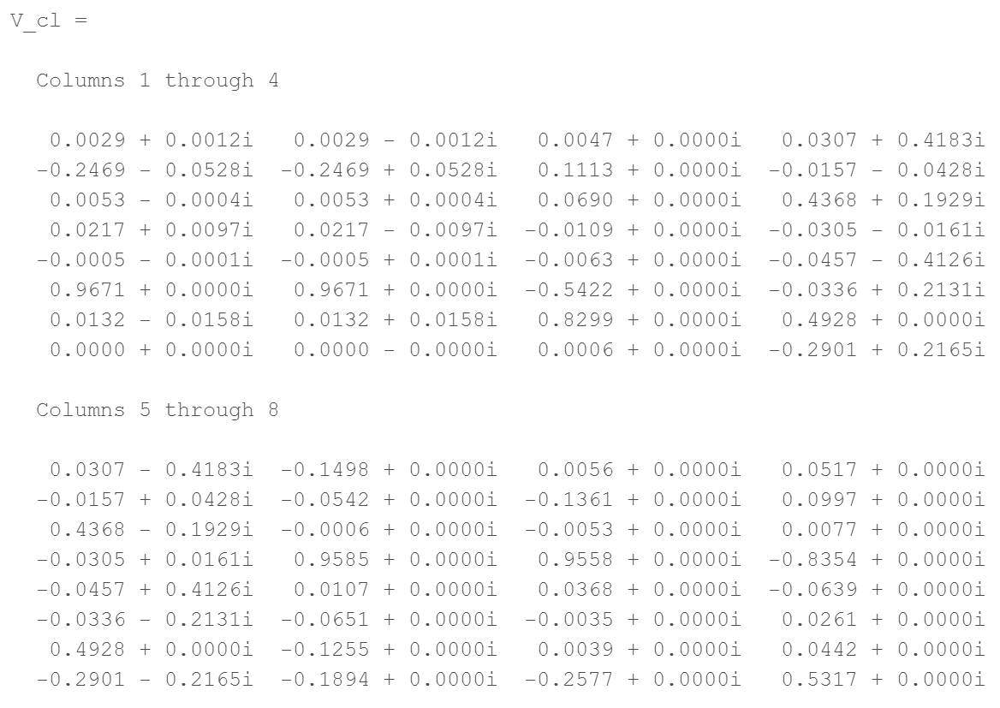 V_cl =
Columns 1 through 4
0.0029 + 0.0012i 0.0029 - 0.0012i 0.0047 + 0.0000i 0.0307 + 0.4183i
-0.2469 - 0.0528i -0.2469 + 0.0528i 0.1113 + 0.0000i -0.0157 - 0.0428i
0.0053 - 0.0004i 0.0053 + 0.0004i 0.0690 + 0.0000i 0.4368 + 0.1929i
0.0217 + 0.0097i 0.0217 - 0.0097i -0.0109 + 0.0000i -0.0305 - 0.0161i
-0.0005 - 0.0001i -0.0005 + 0.0001i -0.0063 + 0.0000i -0.0457 - 0.4126i
0.9671 + 0.0000i 0.9671 + 0.0000i -0.5422 + 0.0000i -0.0336 + 0.2131i
0.0132 - 0.0158i 0.0132 + 0.0158i 0.8299 + 0.0000i 0.4928 + 0.0000i
0.0000 + 0.0000i 0.0000 - 0.0000i 0.0006 + 0.0000i -0.2901 + 0.2165i
Columns 5 through 8
0.0307 - 0.4183i -0.1498 + 0.0000i 0.0056 + 0.0000i 0.0517 + 0.0000i
-0.0157 + 0.0428i -0.0542 + 0.0000i -0.1361 + 0.0000i 0.0997 + 0.0000i
0.4368 - 0.1929i -0.0006 + 0.0000i -0.0053 + 0.0000i 0.0077 + 0.0000i
-0.0305 + 0.0161i 0.9585 + 0.0000i 0.9558 + 0.0000i -0.8354 + 0.0000i
-0.0457 + 0.4126i 0.0107 + 0.0000i 0.0368 + 0.0000i -0.0639 + 0.0000i
-0.0336 - 0.2131i -0.0651 + 0.0000i -0.0035 + 0.0000i 0.0261 + 0.0000i
0.4928 + 0.0000i -0.1255 + 0.0000i 0.0039 + 0.0000i 0.0442 + 0.0000i
-0.2901 - 0.2165i -0.1894 + 0.0000i -0.2577 + 0.0000i 0.5317 + 0.0000i